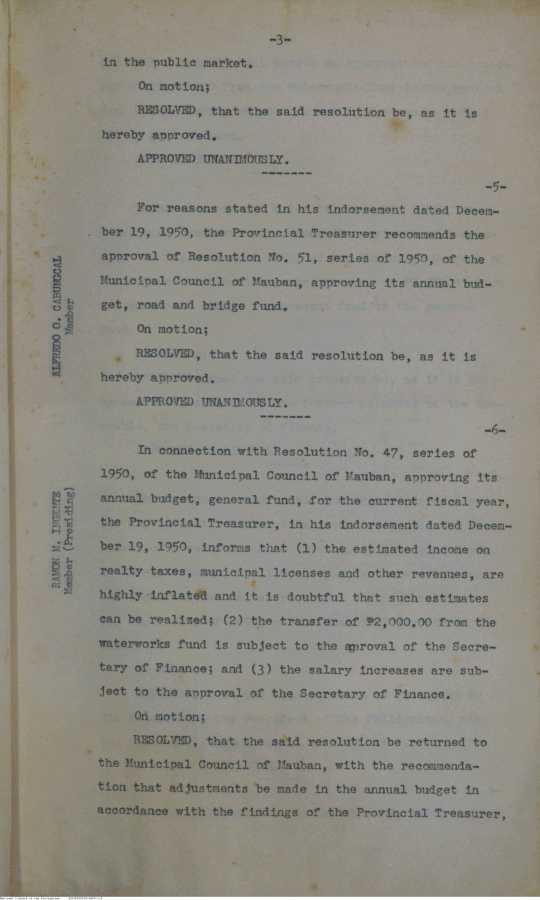 -3-
in the public market.
On motion;
RESOLVED, that the said resolution be, as it is
hereby approved.
APPROVED UNANIMOUSLY.
-------
-5-
For reasons stated in his indorsement dated Decem-
ber 19, 1950, the Provincial Treasurer recommends the
approval of Resolution No. 51, series of 1950, of the
Municipal Council of Mauban, approving its annual bud-
get, road and bridge fund.
On motion;
RESOLVED, that the said resolution be, as it is
hereby approved.
APPROVED UNANIMOUSLY.
-------
-6-
In connection with Resolution No. 47, series of
1950, of the Municipal Council of Mauban, approving its
annual budget, general fund, for the current fiscal year,
the Provincial Treasurer, in his indorsement dated Decem-
ber 19, 1950, informs that (1) the estimated income on
realty taxes, municipal licenses and other revenues, are
highly inflated and it is doubtful that such estimates
can be realized; (2) the transfer of ₱2,000.00 from the
waterworks fund is subject to the aproval of the Secre-
tary of Finance; and (3) the salary increases are sub-
ject to the approval of the Secretary of Finance.
On motion;
RESOLVED, that the said resolution be returned to
the Municipal Council of Mauban, with the recommenda-
tion that adjustments be made in the annual budget in
accordance with the findings of the Provincial Treasurer,
ALFREDO O. CABUNGCAL
Member
RAMON M. INGENTE
Member (Presiding)
National Library of the Philippines